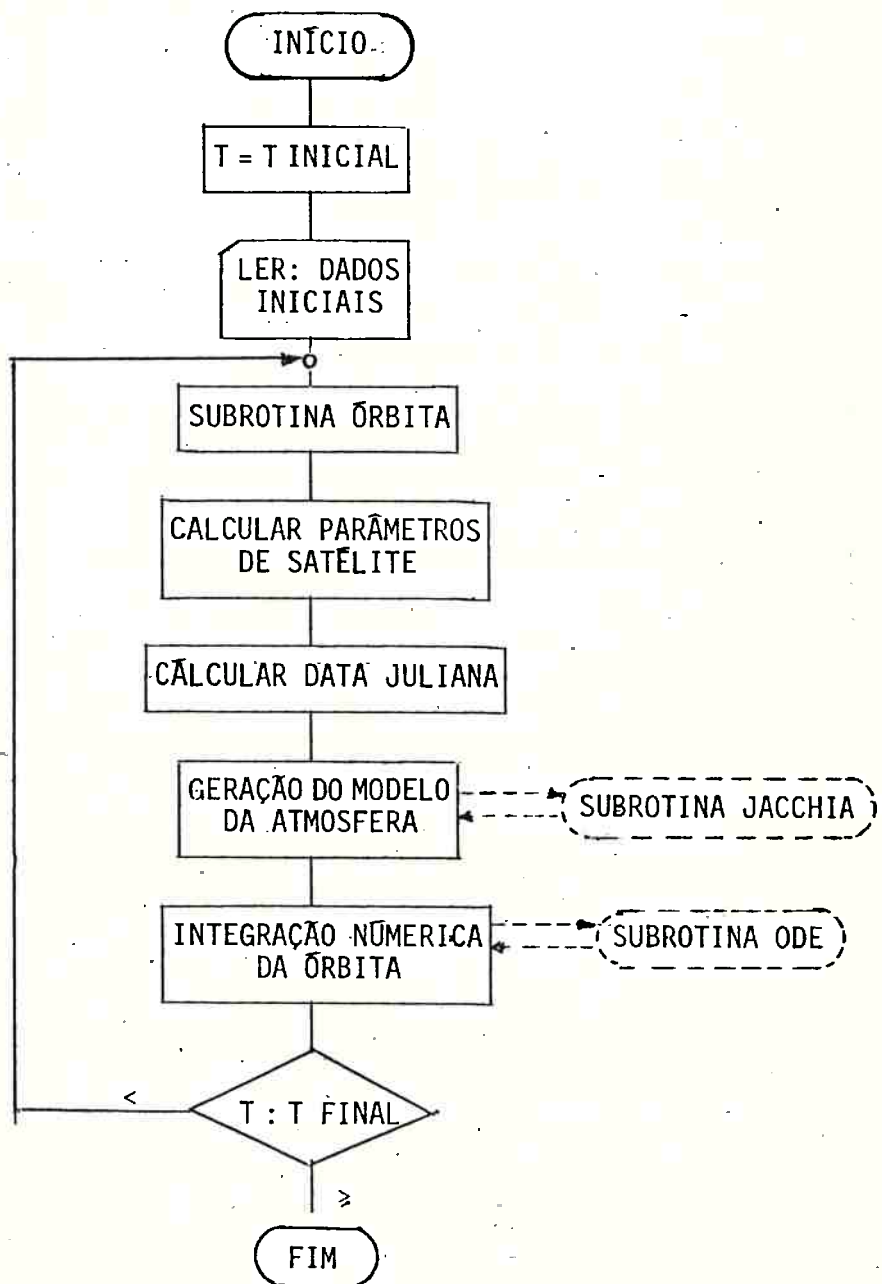 INÍCIO
T = T INICIAL
LER: DADOS
INICIAIS
SUBROTINA ÓRBITA
CALCULAR PARÂMETROS
DE SATÉLITE
CALCULAR DATA JULIANA
GERAÇÃO DO MODELO
DA ATMOSFERA
SUBROTINA JACCHIA
INTEGRAÇÃO NÚMERICA
DA ÓRBITA
SUBROTINA ODE
<
T : T FINAL
≥
FIM